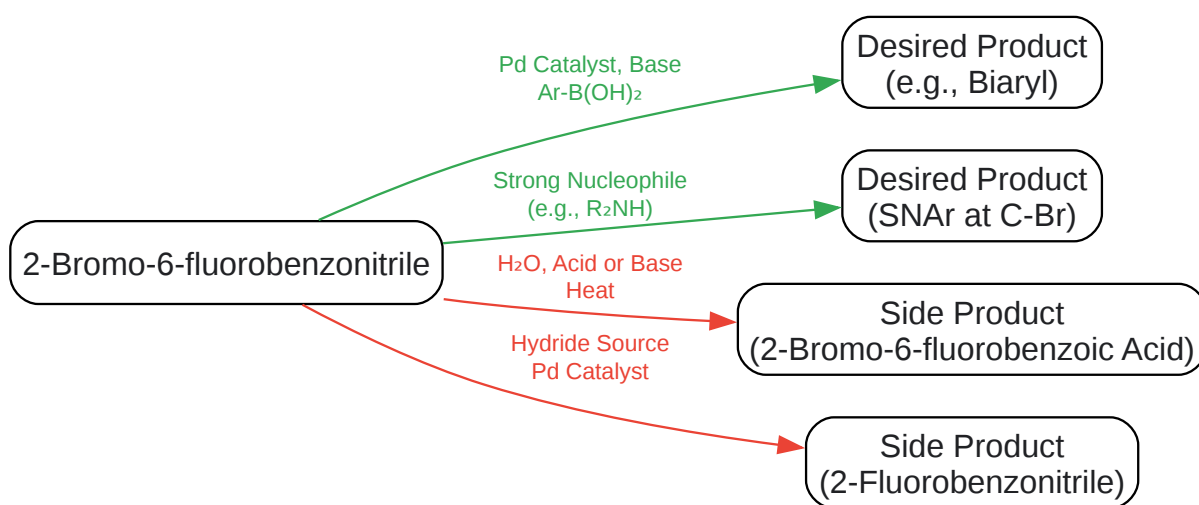 Pd Catalyst, Base
Ar-B(OH)₂
Desired Product
(e.g., Biaryl)
Strong Nucleophile
(e.g., R₂NH)
Desired Product
(SNAr at C-Br)
2-Bromo-6-fluorobenzonitrile
H₂O, Acid or Base
Heat
Side Product
(2-Bromo-6-fluorobenzoic Acid)
Hydride Source
Pd Catalyst
Side Product
(2-Fluorobenzonitrile)